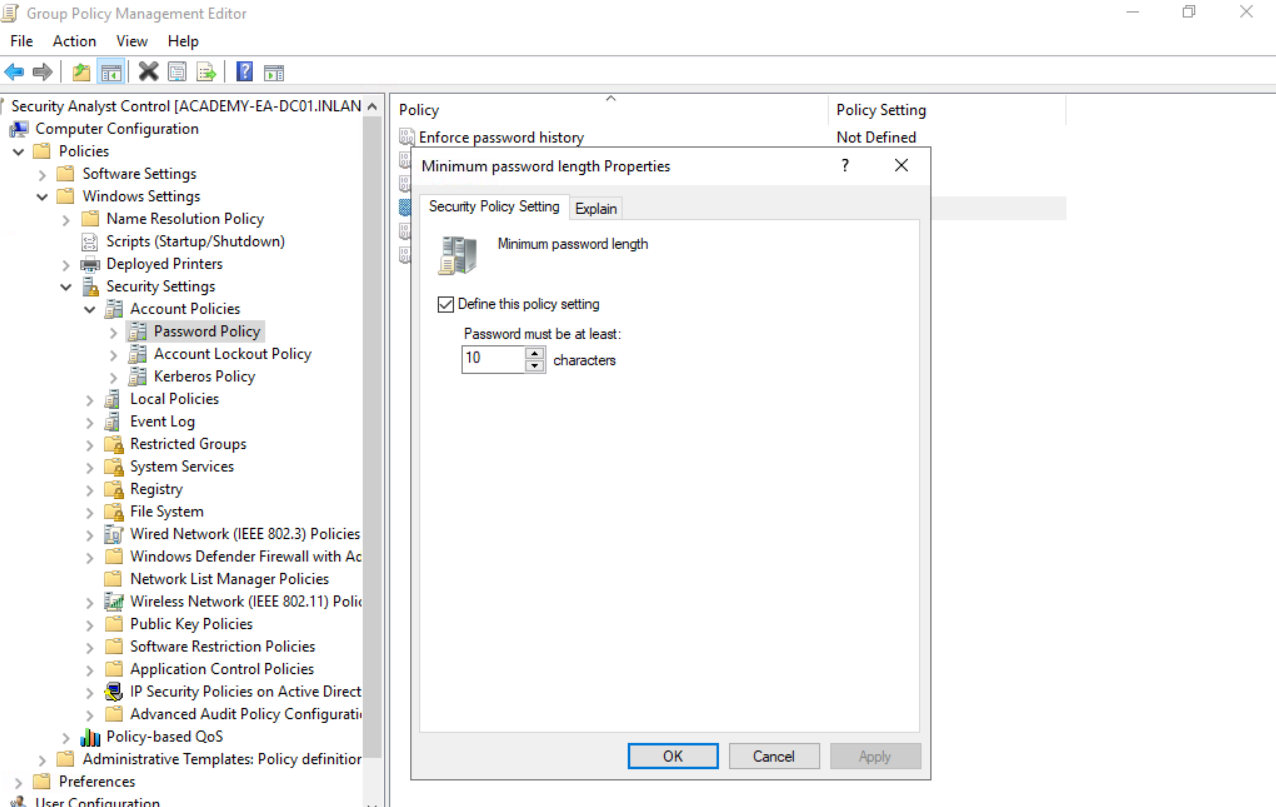 Group Policy Management Editor
File Action View Help
Security Analyst Control [ACADEMY-EA-DC01.INLAN
Computer Configuration
Policies
Software Settings
Windows Settings
Name Resolution Policy
Scripts (Startup/Shutdown)
Deployed Printers
Security Settings
Account Policies
Password Policy
Account Lockout Policy
Kerberos Policy
Local Policies
Event Log
Restricted Groups
System Services
Registry
File System
Wired Network (IEEE 802.3) Policies
Windows Defender Firewall with Ad
Network List Manager Policies
Wireless Network (IEEE 802.11) Polic
Public Key Policies
Software Restriction Policies
Application Control Policies
IP Security Policies on Active Direct
Advanced Audit Policy Configurati
Policy-based QoS
Administrative Templates: Policy definition
Preferences
User Configuration
Policy Policy Setting
Enforce password history Not Defined
Minimum password length Properties
Security Policy Setting Explain
Minimum password length
Define this policy setting
Password must be at least:
10 characters
OK Cancel Apply